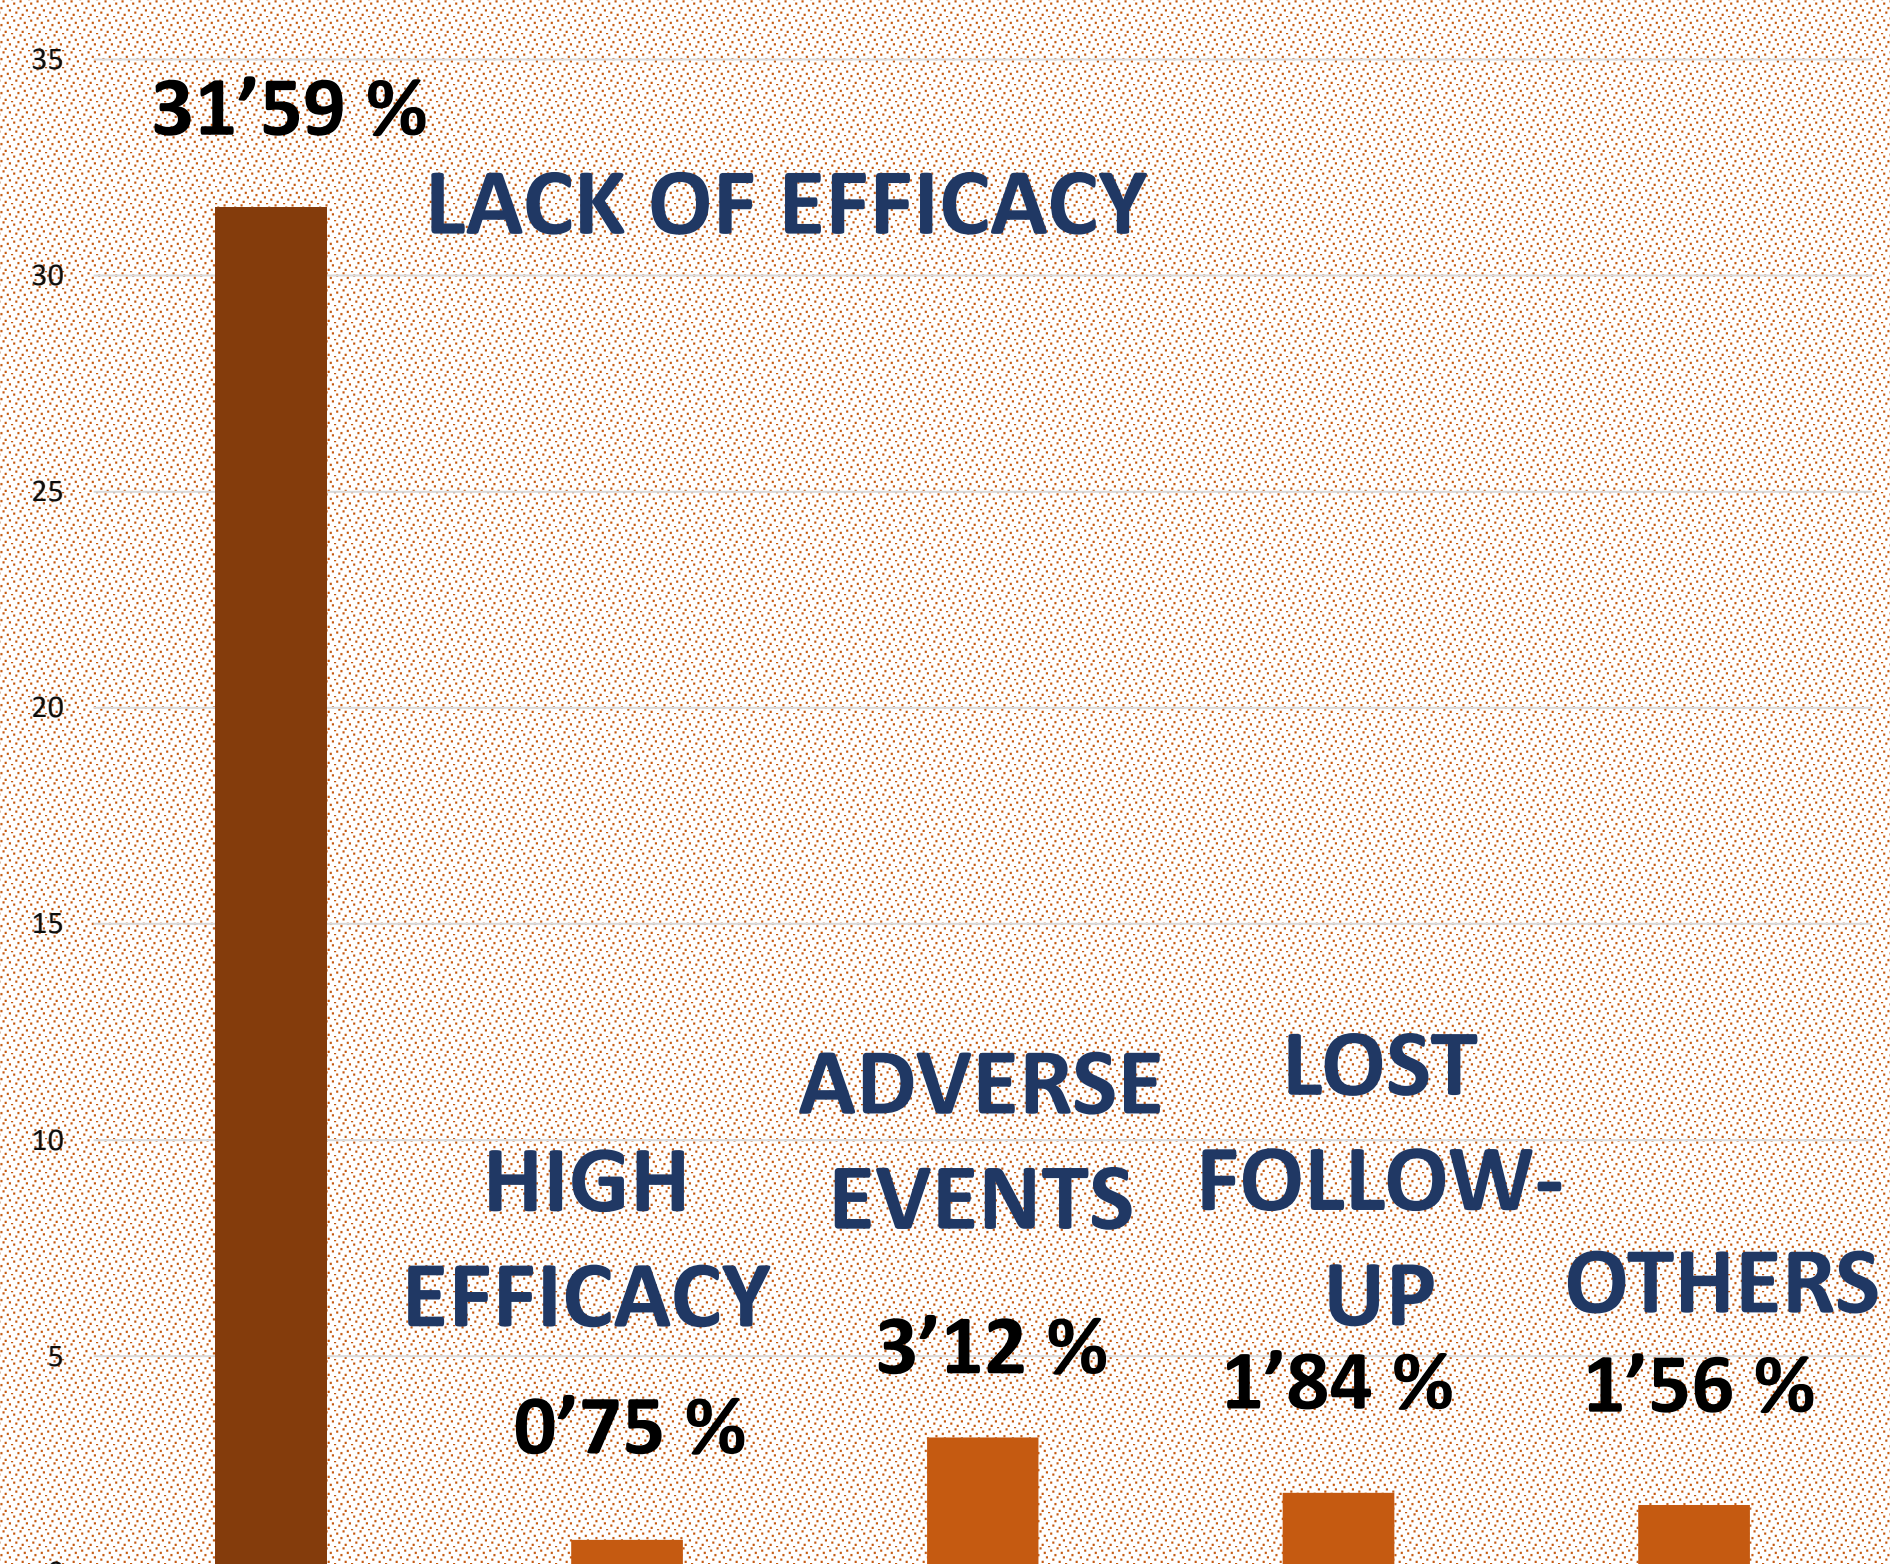 35
31’59 %
LACK OF EFFICACY
30
25
20
15
10
5
HIGH
EFFICACY
0’75 %
ADVERSE
EVENTS
3’12 %
LOST
FOLLOW-
UP
1’84 %
OTHERS
1’56 %